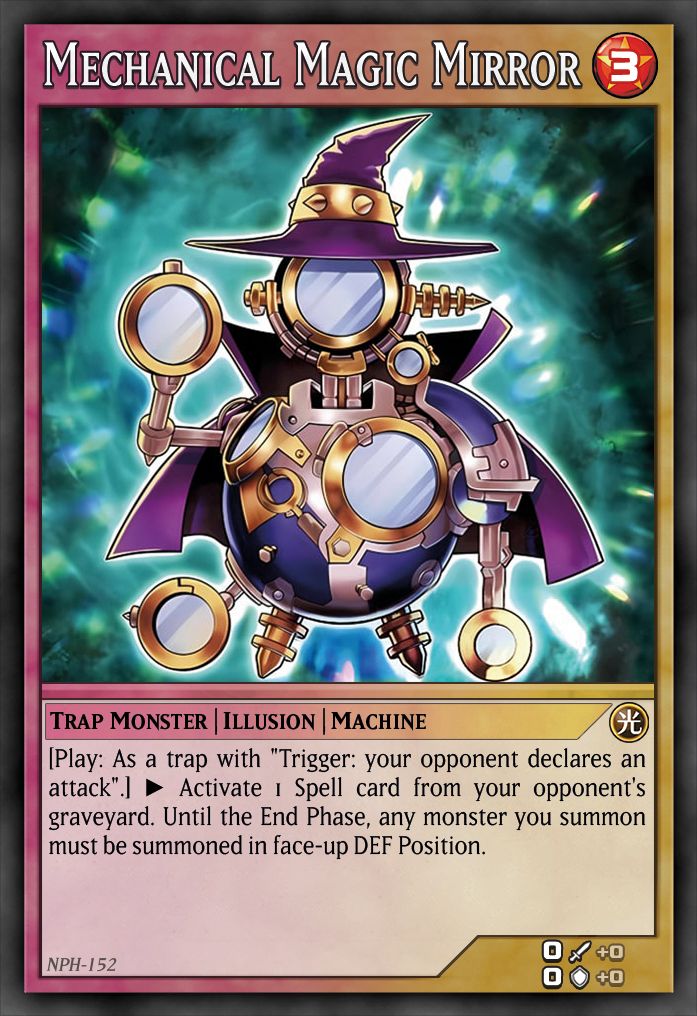 Mechanical Magic Mirror 3
Trap Monster | Illusion | Machine 光
[Play: As a trap with "Trigger: your opponent declares an
attack".] ► Activate 1 Spell card from your opponent's
graveyard. Until the End Phase, any monster you summon
must be summoned in face-up DEF Position.
0 +0
NPH-152
0 +0